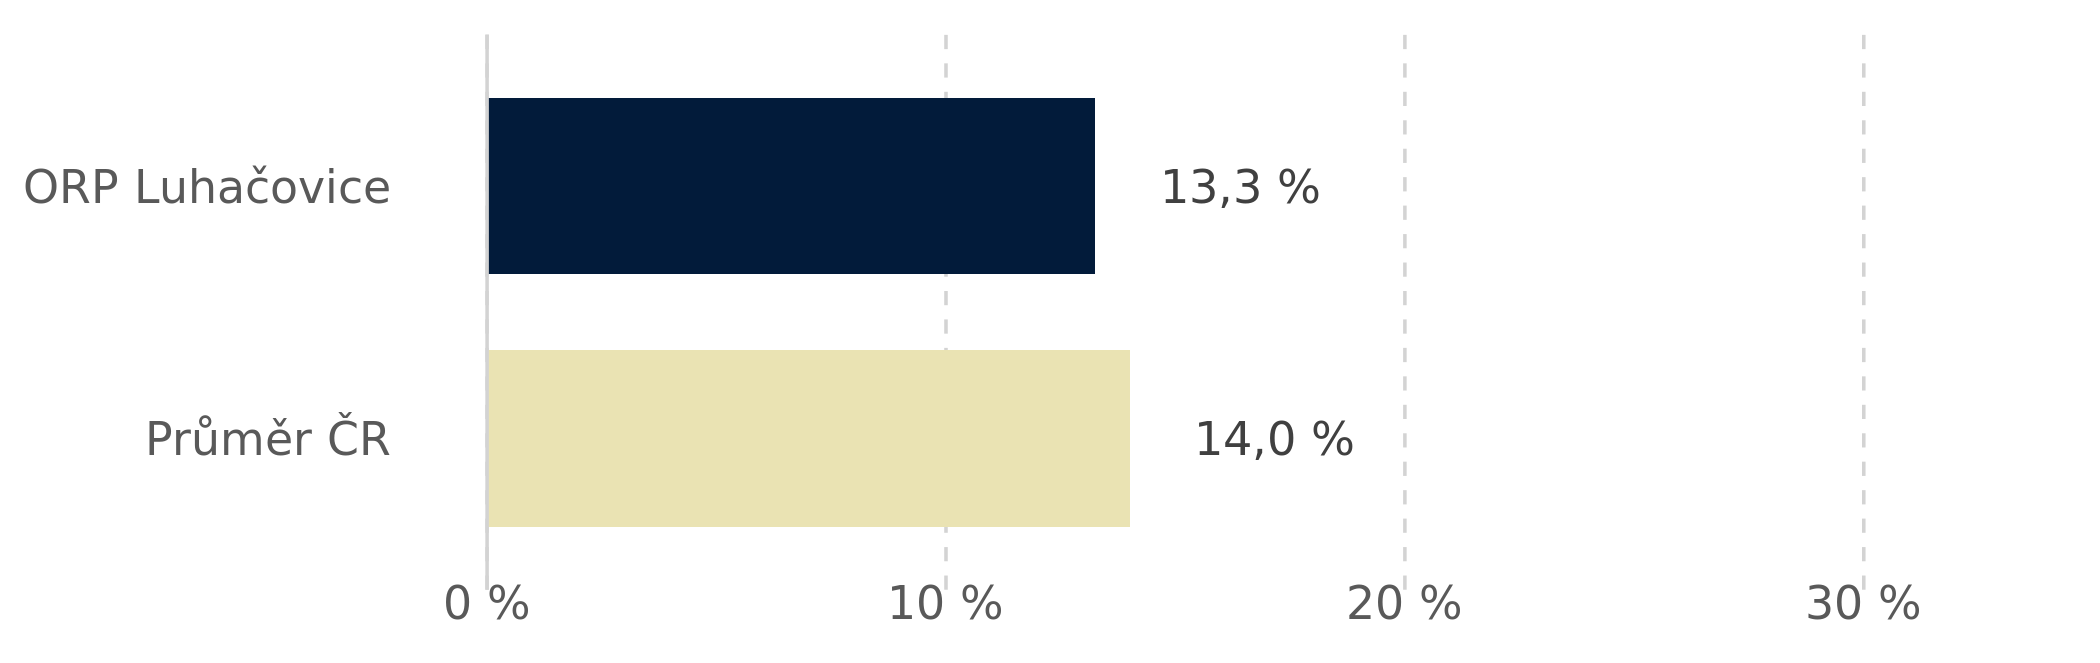 ORP Luhačovice 13,3 %
Průměr ČR 14,0 %
0 % 10 % 20 % 30 %